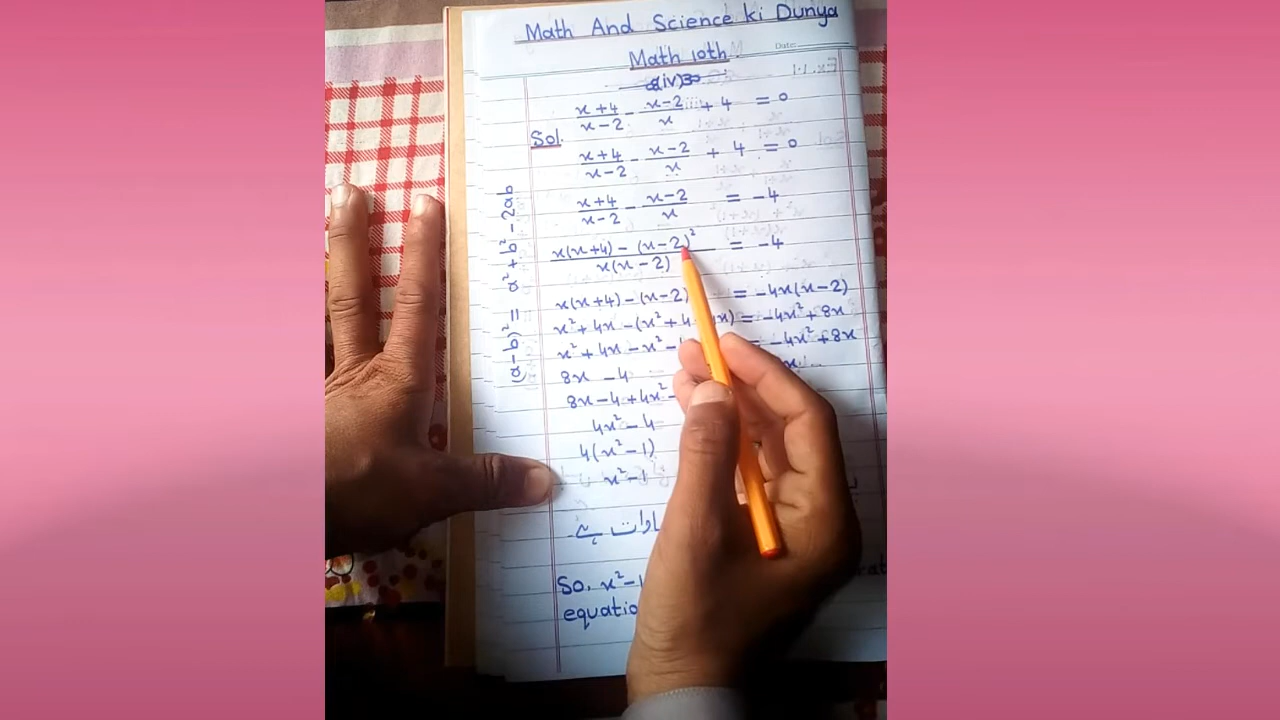 Math And Science ki Dunya
Math 10th
Date:
(iv)
x+4/x-2 - x-2/x + 4 = 0
Sol.
x+4/x-2 - x-2/x + 4 = 0
x+4/x-2 - x-2/x = -4
x(x+4) - (x-2)²/x(x-2) = -4
x(x+4)-(x-2) = -4x(x-2)
x²+4x-(x²+4 x) = -4x²+8x
x²+4x-x²- = -4x²+8x
8x -4
8x-4+4x²-
4x²-4
4(x²-1)
x²-1
So, x²-1
equatio
(a-b)² = a²+b²-2ab